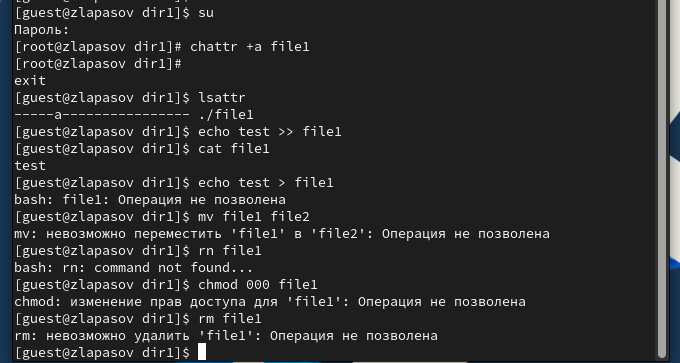 [guest@zlapasov dir1]$ su
Пароль:
[root@zlapasov dir1]# chattr +a file1
[root@zlapasov dir1]#
exit
[guest@zlapasov dir1]$ lsattr
-----a---------------- ./file1
[guest@zlapasov dir1]$ echo test >> file1
[guest@zlapasov dir1]$ cat file1
test
[guest@zlapasov dir1]$ echo test > file1
bash: file1: Операция не позволена
[guest@zlapasov dir1]$ mv file1 file2
mv: невозможно переместить 'file1' в 'file2': Операция не позволена
[guest@zlapasov dir1]$ rn file1
bash: rn: command not found...
[guest@zlapasov dir1]$ chmod 000 file1
chmod: изменение прав доступа для 'file1': Операция не позволена
[guest@zlapasov dir1]$ rm file1
rm: невозможно удалить 'file1': Операция не позволена
[guest@zlapasov dir1]$